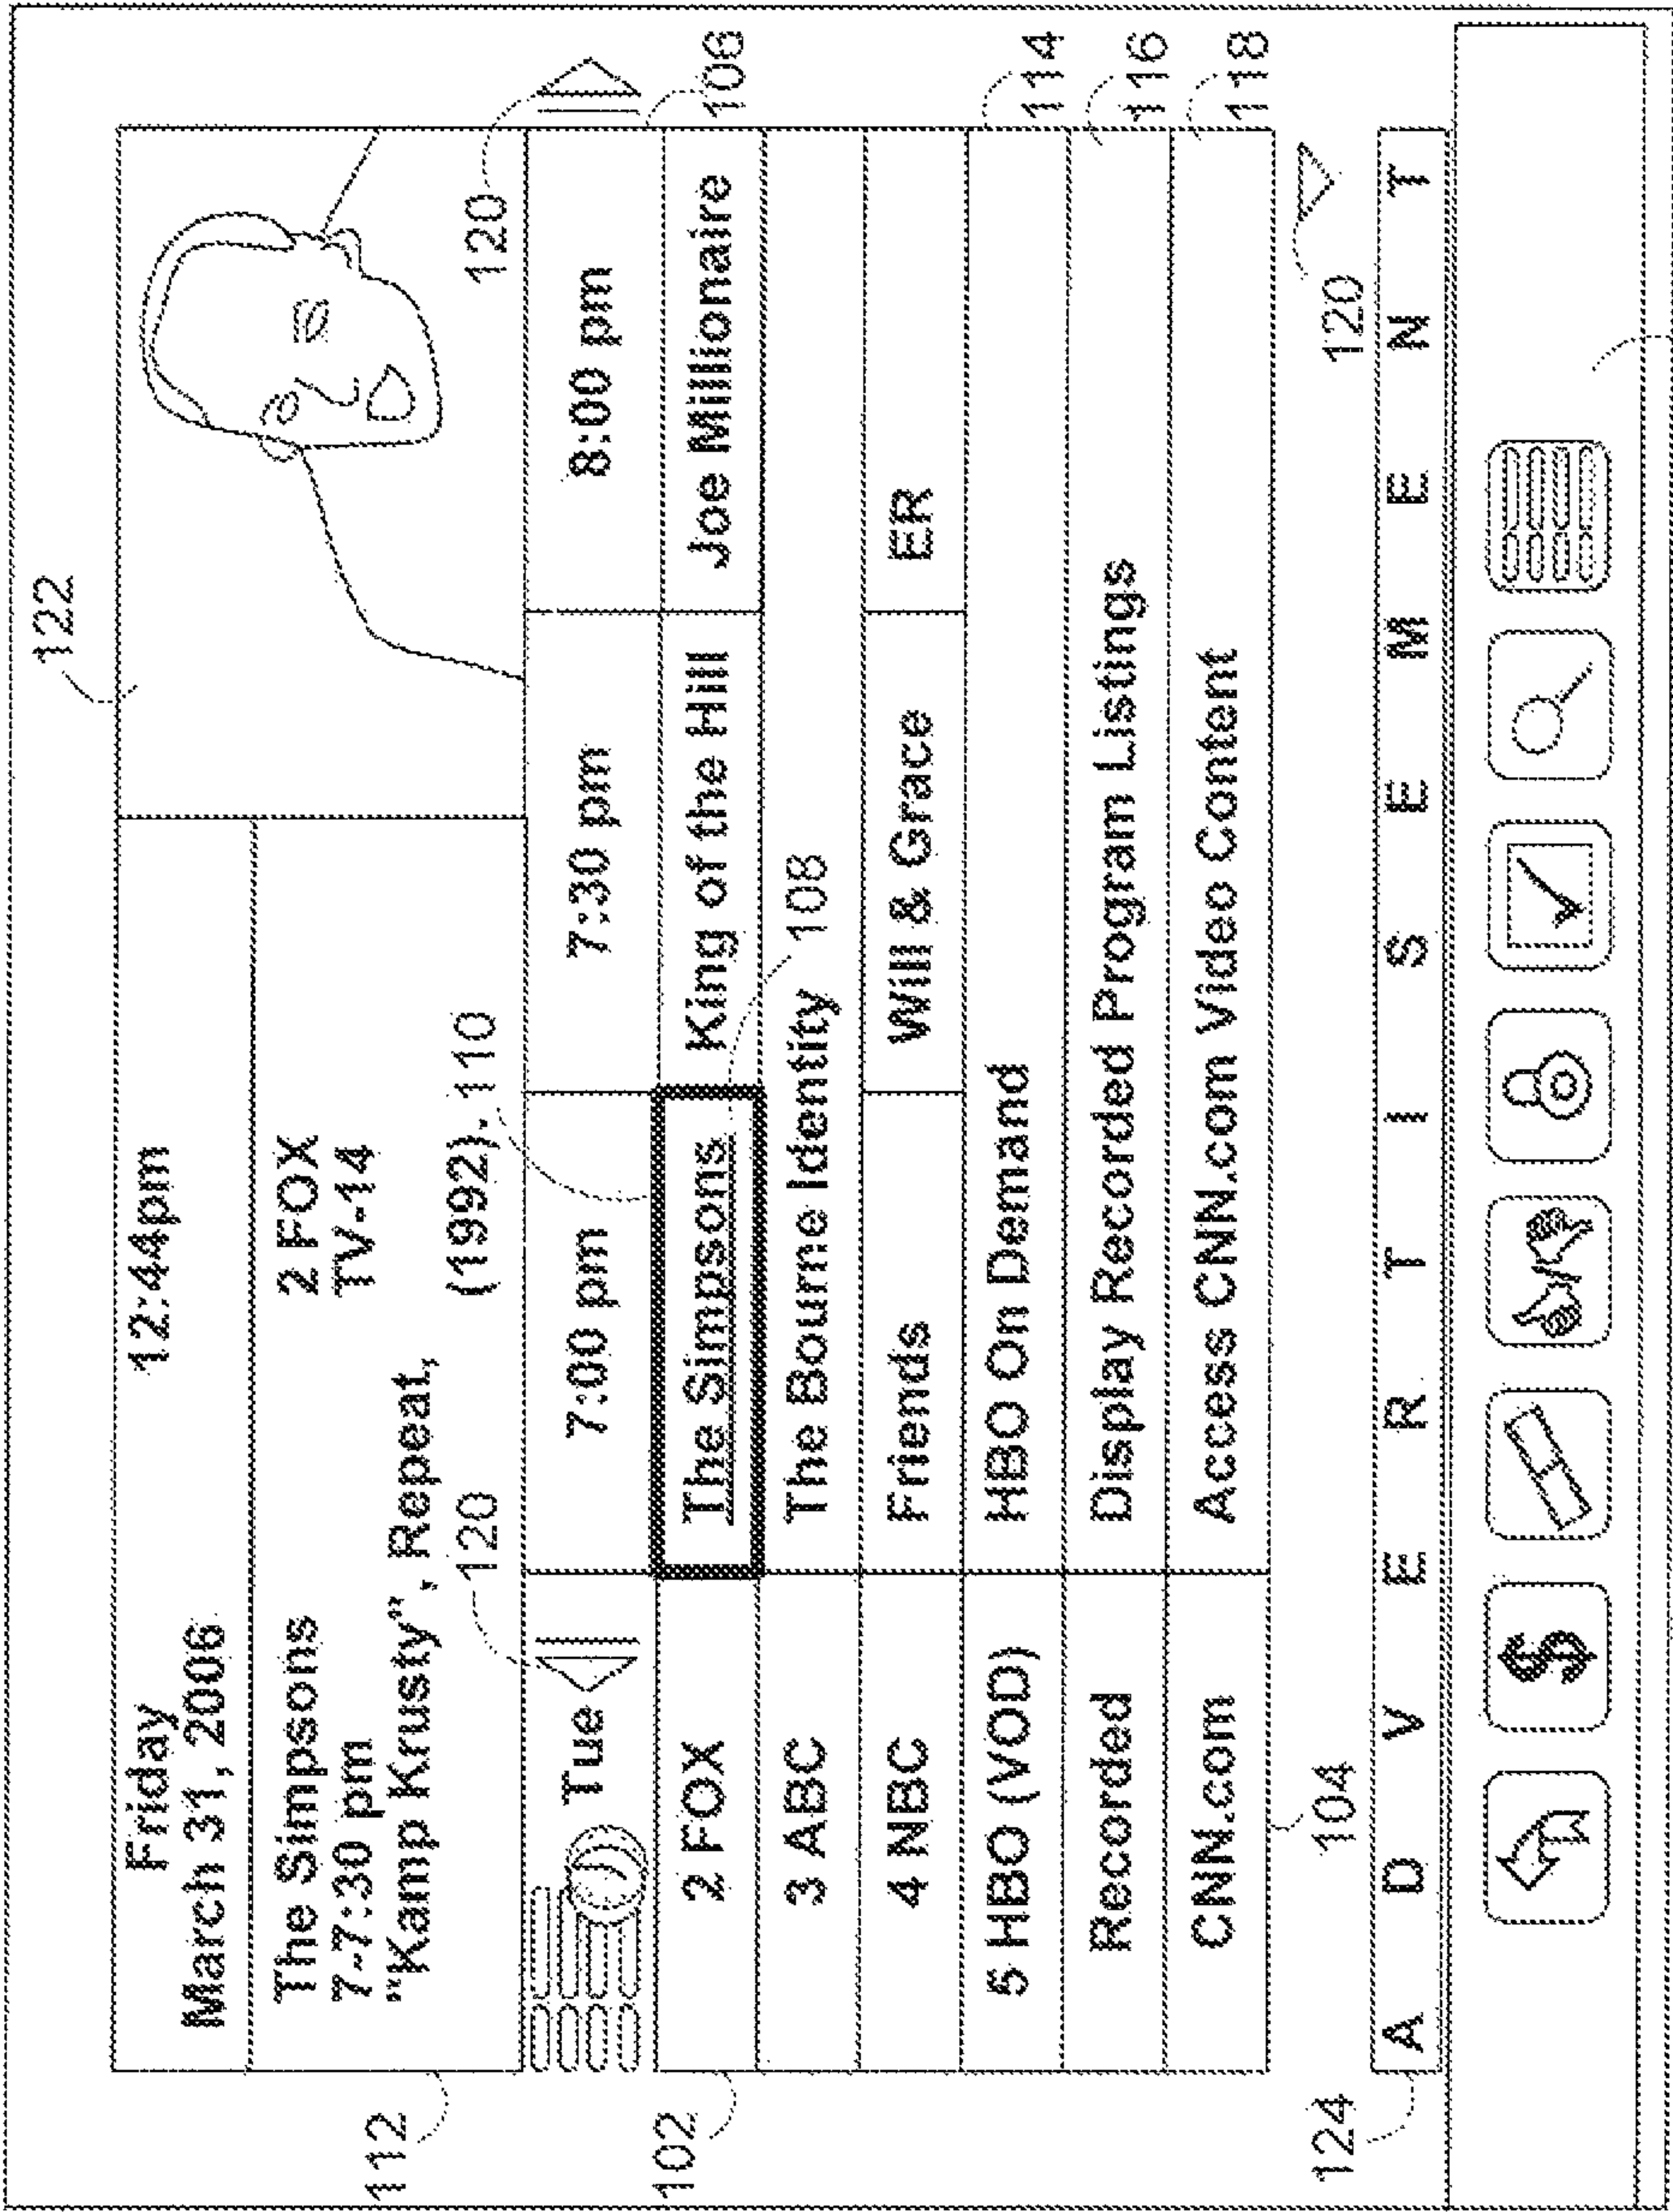 122
Friday 12:44pm
March 31, 2006
The Simpsons 2 FOX
7-7:30 pm TV-14
"Kamp Krusty", Repeat, (1992).
112
110
120
120
Tue 7:00 pm 7:30 pm 8:00 pm
106
102
2 FOX The Simpsons King of the Hill Joe Millionaire
108
3 ABC The Bourne Identity
4 NBC Friends Will & Grace ER
5 HBO (VOD) HBO On Demand
114
Recorded Display Recorded Program Listings
116
CNN.com Access CNN.com Video Content
118
104
120
124
A D V E R T I S E M E N T
$